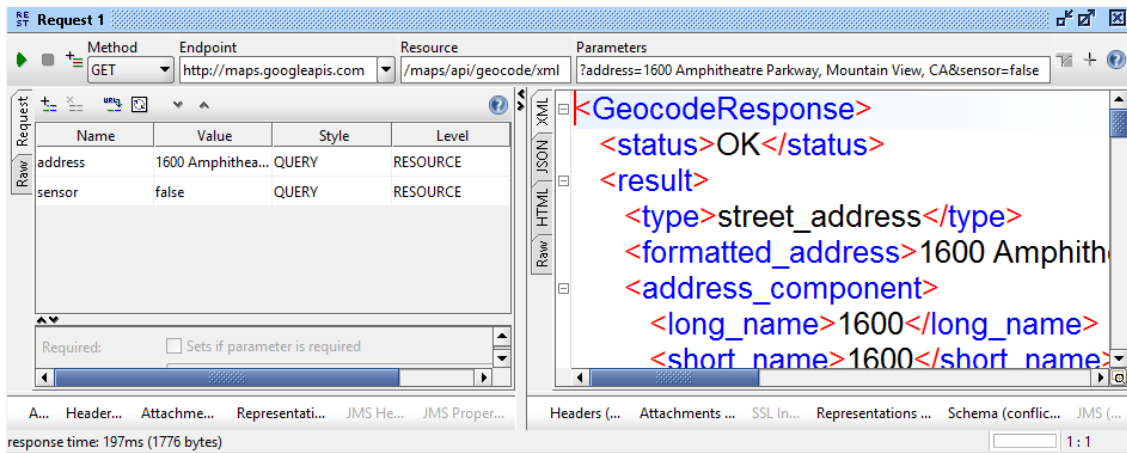 RE ST Request 1
Method Endpoint Resource Parameters
GET http://maps.googleapis.com /maps/api/geocode/xml ?address=1600 Amphitheatre Parkway, Mountain View, CA&sensor=false
Request
Raw
Name Value Style Level
address 1600 Amphithea... QUERY RESOURCE
sensor false QUERY RESOURCE
Required: Sets if parameter is required
A... Header... Attachme... Representati... JMS He... JMS Proper...
XML
JSON
HTML
Raw
<GeocodeResponse>
<status>OK</status>
<result>
<type>street_address</type>
<formatted_address>1600 Amphith
<address_component>
<long_name>1600</long_name>
<short_name>1600</short_name>
Headers (... Attachments ... SSL In... Representations ... Schema (conflic... JMS (...
response time: 197ms (1776 bytes) 1 : 1